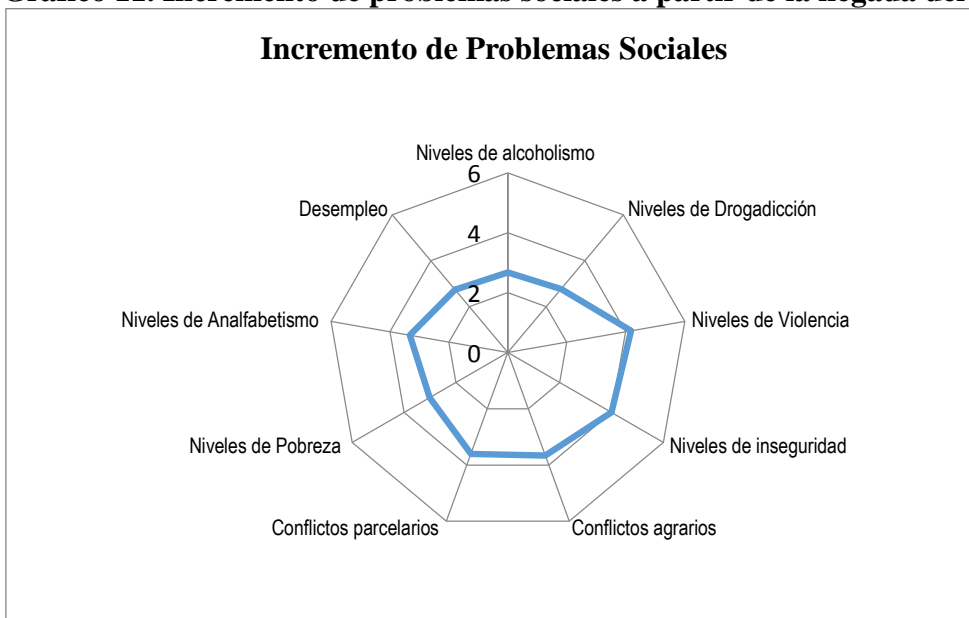 Incremento de Problemas Sociales
Niveles de alcoholismo
6
Desempleo
Niveles de Drogadicción
4
2
Niveles de Analfabetismo
Niveles de Violencia
0
Niveles de Pobreza
Niveles de inseguridad
Conflictos parcelarios
Conflictos agrarios